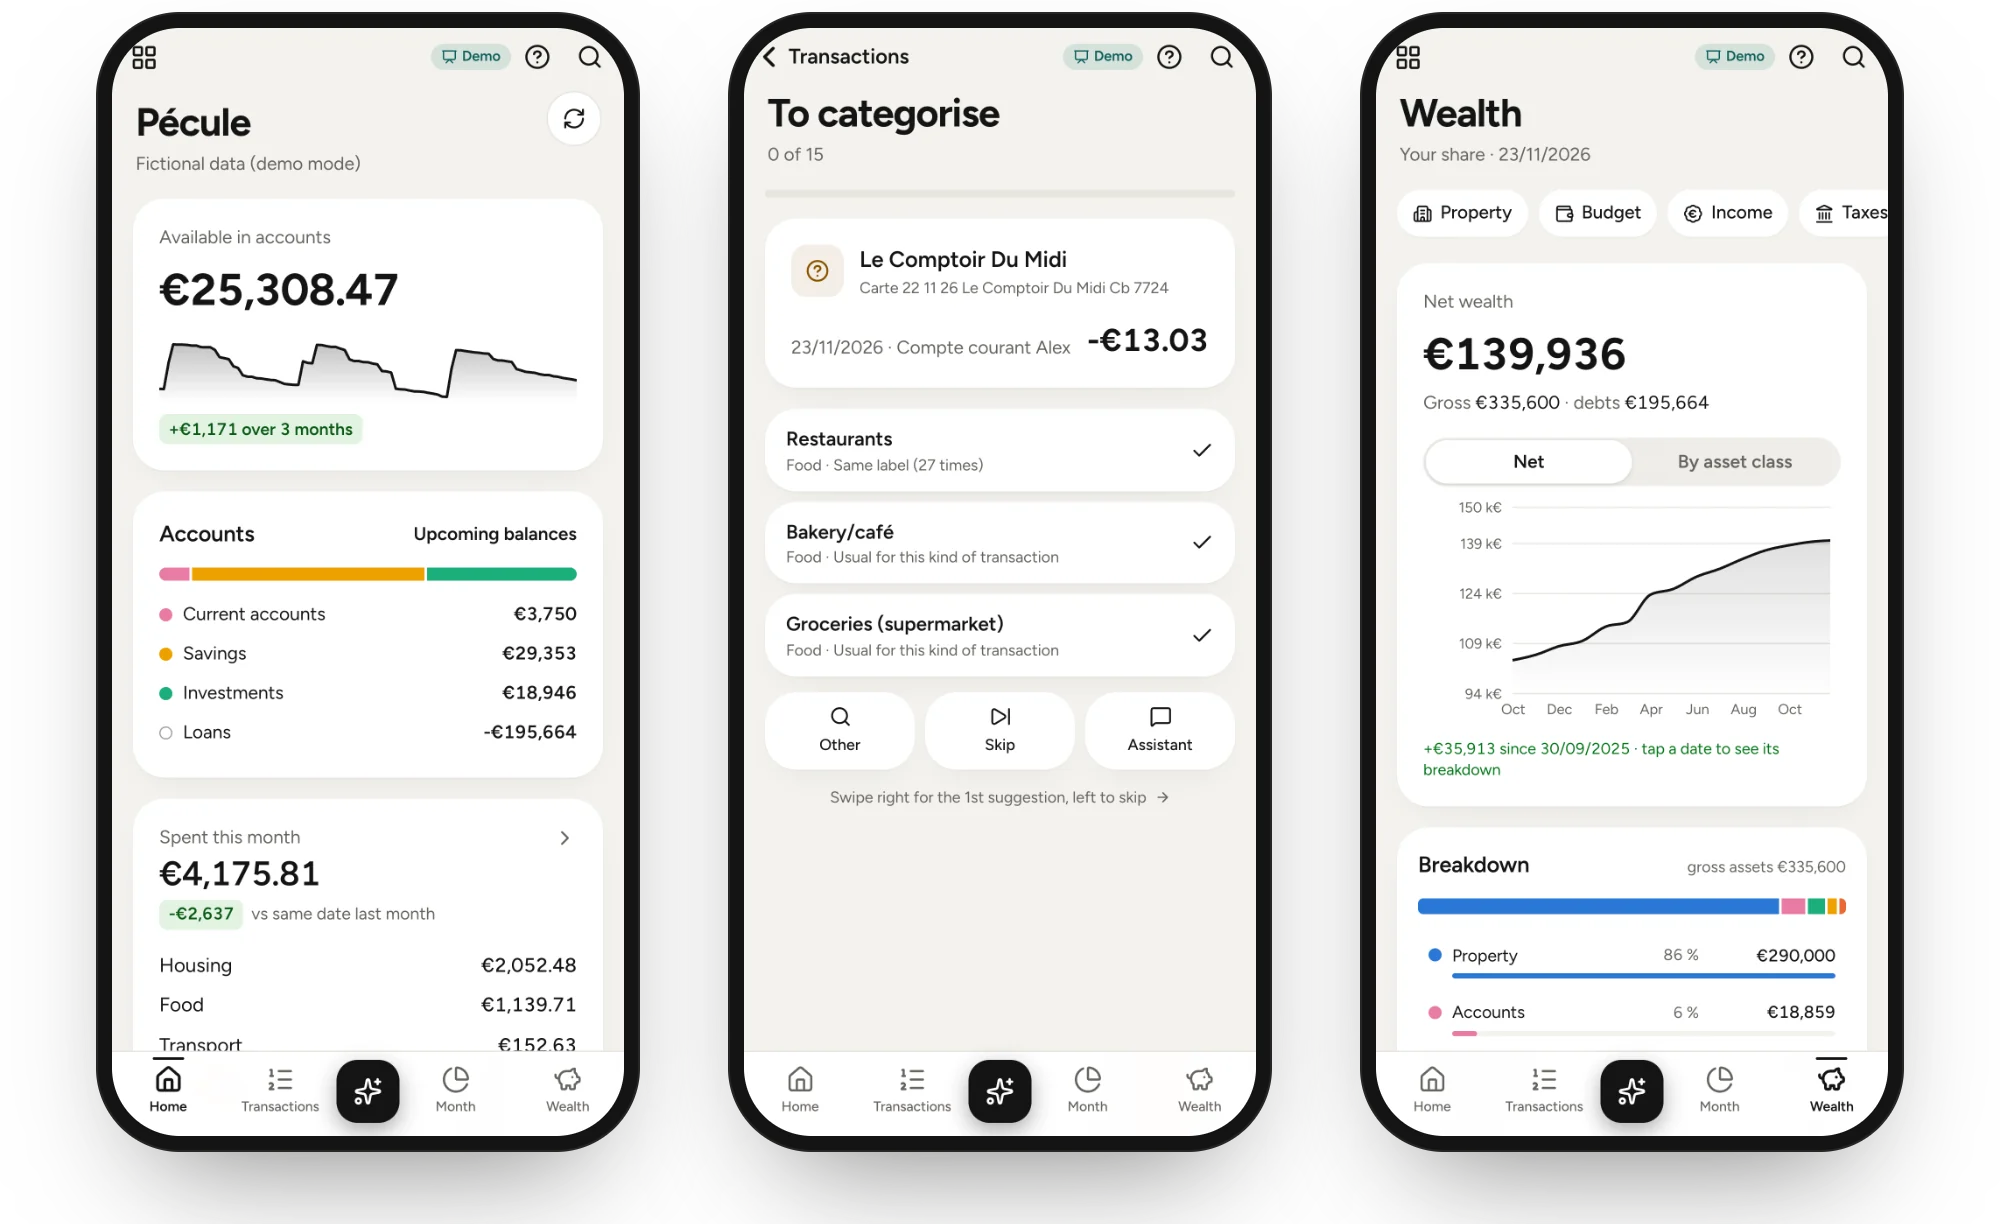 Demo
Pécule
Fictional data (demo mode)
Available in accounts
€25,308.47
+€1,171 over 3 months
Accounts Upcoming balances
Current accounts €3,750
Savings €29,353
Investments €18,946
Loans -€195,664
Spent this month
€4,175.81
-€2,637 vs same date last month
Housing €2,052.48
Food €1,139.71
Transport €152.63
Home Transactions Month Wealth
Transactions Demo
To categorise
0 of 15
Le Comptoir Du Midi
Carte 22 11 26 Le Comptoir Du Midi Cb 7724
23/11/2026 · Compte courant Alex -€13.03
Restaurants
Food · Same label (27 times)
Bakery/café
Food · Usual for this kind of transaction
Groceries (supermarket)
Food · Usual for this kind of transaction
Other Skip Assistant
Swipe right for the 1st suggestion, left to skip →
Home Transactions Month Wealth
Demo
Wealth
Your share · 23/11/2026
Property Budget Income Taxes
Net wealth
€139,936
Gross €335,600 · debts €195,664
Net By asset class
150 k€
139 k€
124 k€
109 k€
94 k€
Oct Dec Feb Apr Jun Aug Oct
+€35,913 since 30/09/2025 · tap a date to see its
breakdown
Breakdown gross assets €335,600
Property 86 % €290,000
Accounts 6 % €18,859
Home Transactions Month Wealth